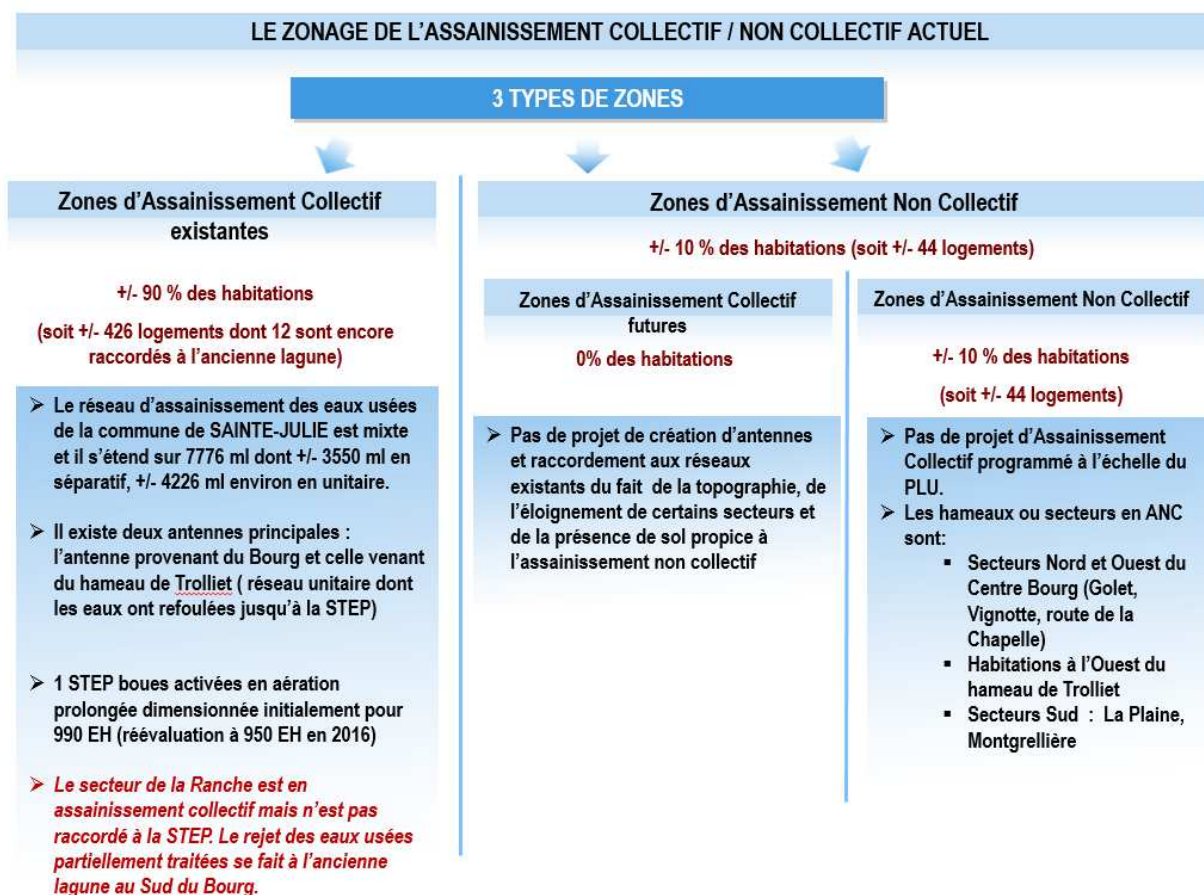 LE ZONAGE DE L'ASSAINISSEMENT COLLECTIF / NON COLLECTIF ACTUEL
3 TYPES DE ZONES
Zones d'Assainissement Collectif
existantes
+/- 90 % des habitations
(soit +/- 426 logements dont 12 sont encore
raccordés à l'ancienne lagune)
➢ Le réseau d'assainissement des eaux usées
de la commune de SAINTE-JULIE est mixte
et il s'étend sur 7776 ml dont +/- 3550 ml en
séparatif, +/- 4226 ml environ en unitaire.
➢ Il existe deux antennes principales :
l'antenne provenant du Bourg et celle venant
du hameau de Trolliet ( réseau unitaire dont
les eaux ont refoulées jusqu'à la STEP)
➢ 1 STEP boues activées en aération
prolongée dimensionnée initialement pour
990 EH (réévaluation à 950 EH en 2016)
➢ Le secteur de la Ranche est en
assainissement collectif mais n'est pas
raccordé à la STEP. Le rejet des eaux usées
partiellement traitées se fait à l'ancienne
lagune au Sud du Bourg.
Zones d'Assainissement Non Collectif
+/- 10 % des habitations (soit +/- 44 logements)
Zones d'Assainissement Collectif
futures
0% des habitations
➢ Pas de projet de création d'antennes
et raccordement aux réseaux
existants du fait de la topographie, de
l'éloignement de certains secteurs et
de la présence de sol propice à
l'assainissement non collectif
Zones d'Assainissement Non Collectif
+/- 10 % des habitations
(soit +/- 44 logements)
➢ Pas de projet d'Assainissement
Collectif programmé à l'échelle du
PLU.
➢ Les hameaux ou secteurs en ANC
sont:
▪ Secteurs Nord et Ouest du
Centre Bourg (Golet,
Vignotte, route de la
Chapelle)
▪ Habitations à l'Ouest du
hameau de Trolliet
▪ Secteurs Sud : La Plaine,
Montgrellière